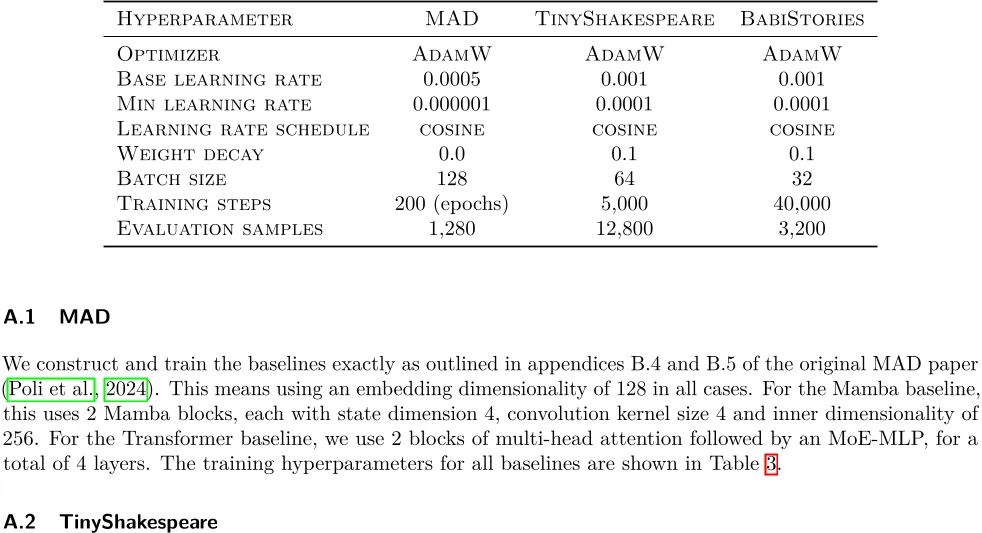 Hyperparameter MAD TinyShakespeare BabiStories
Optimizer AdamW AdamW AdamW
Base learning rate 0.0005 0.001 0.001
Min learning rate 0.000001 0.0001 0.0001
Learning rate schedule cosine cosine cosine
Weight decay 0.0 0.1 0.1
Batch size 128 64 32
Training steps 200 (epochs) 5,000 40,000
Evaluation samples 1,280 12,800 3,200
A.1 MAD
We construct and train the baselines exactly as outlined in appendices B.4 and B.5 of the original MAD paper
(Poli et al., 2024). This means using an embedding dimensionality of 128 in all cases. For the Mamba baseline,
this uses 2 Mamba blocks, each with state dimension 4, convolution kernel size 4 and inner dimensionality of
256. For the Transformer baseline, we use 2 blocks of multi-head attention followed by an MoE-MLP, for a
total of 4 layers. The training hyperparameters for all baselines are shown in Table 3.
A.2 TinyShakespeare